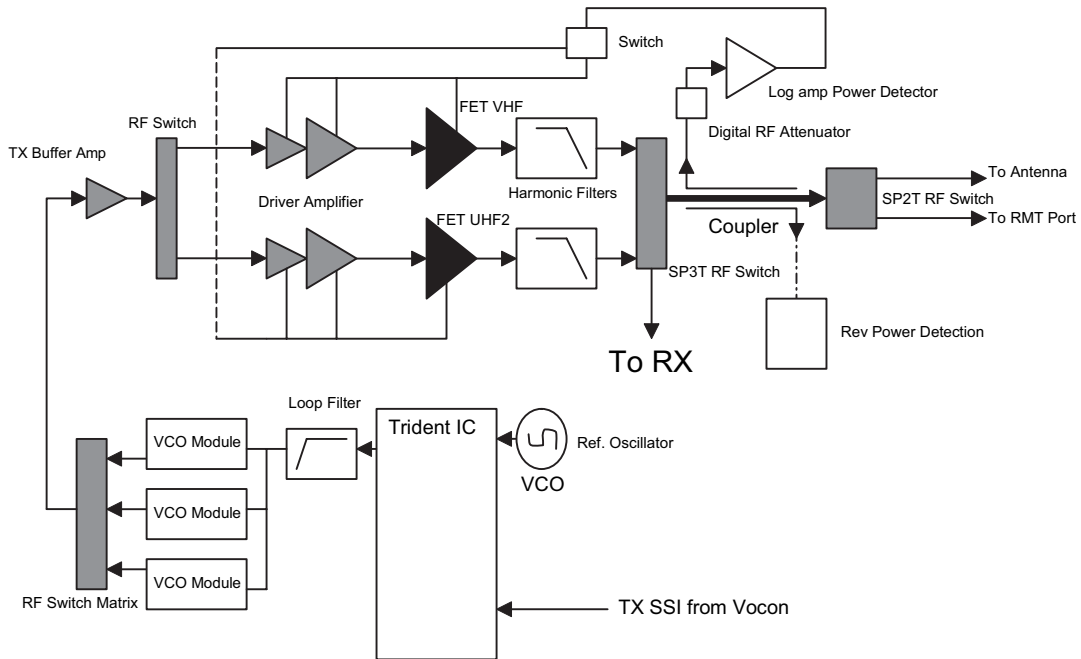 Switch
Log amp Power Detector
FET VHF
RF Switch
Digital RF Attenuator
TX Buffer Amp
To Antenna
Harmonic Filters
SP2T RF Switch
Driver Amplifier
FET UHF2
Coupler
To RMT Port
SP3T RF Switch
Rev Power Detection
To RX
Loop Filter
Trident IC
VCO Module
Ref. Oscillator
VCO
VCO Module
VCO Module
RF Switch Matrix
TX SSI from Vocon